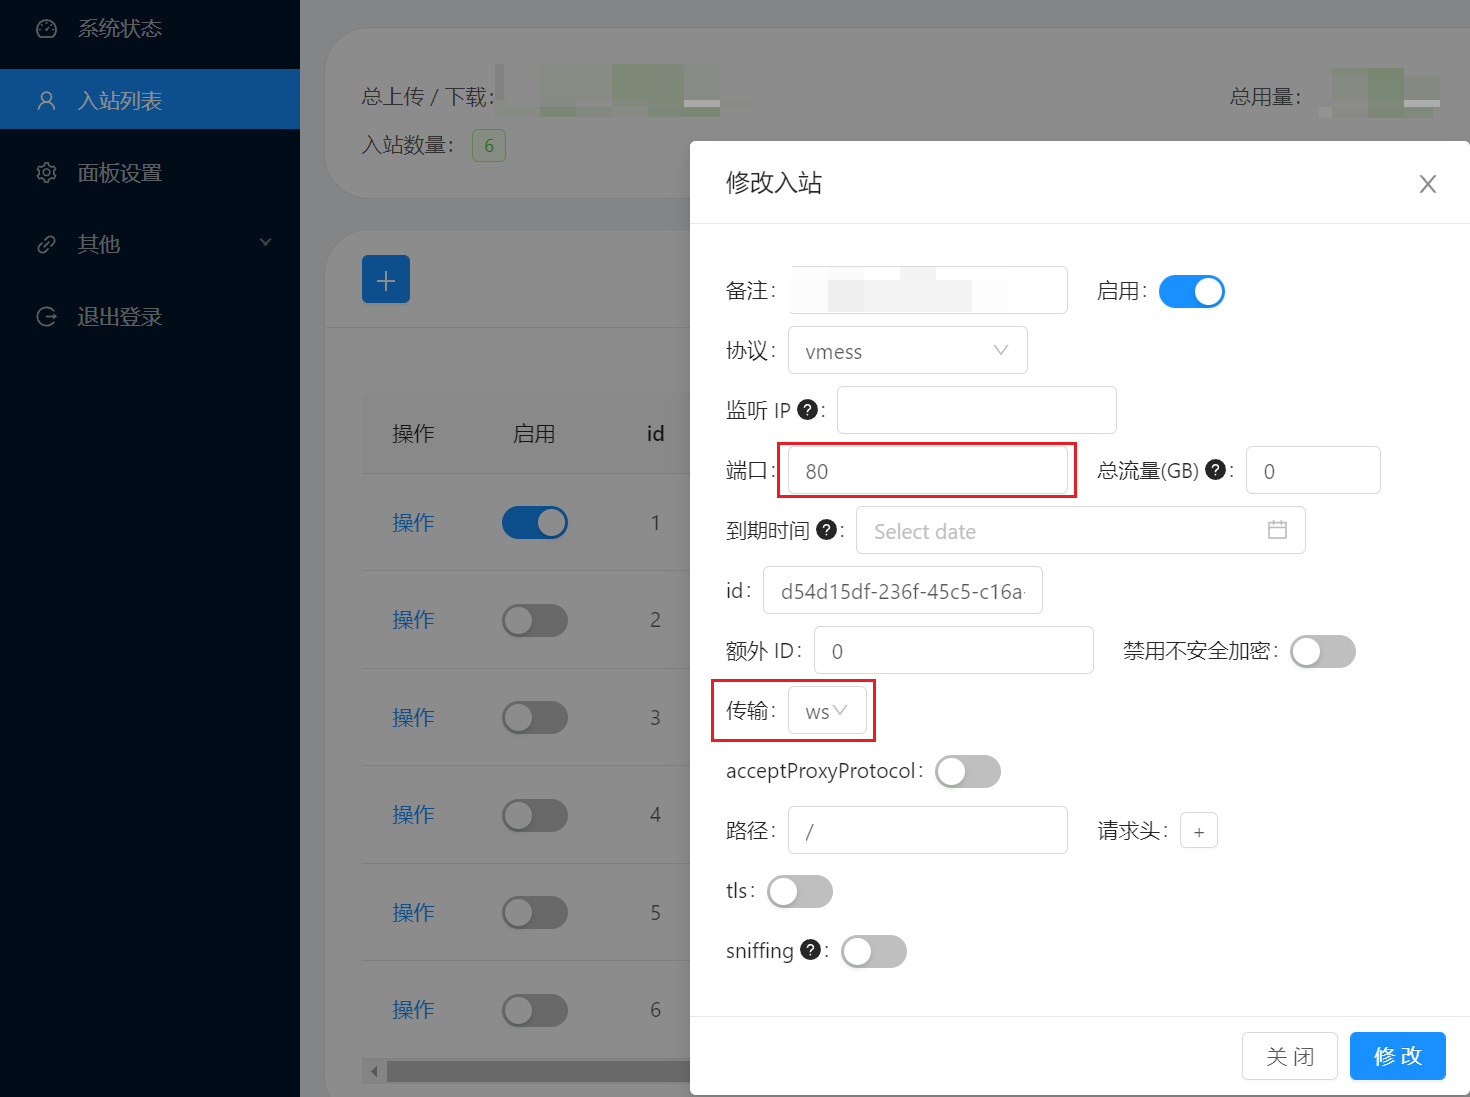 系统状态
入站列表
面板设置
其他
退出登录
总上传 / 下载:
总用量:
入站数量: 6
+
操作 启用 id
操作 1
操作 2
操作 3
操作 4
操作 5
操作 6
修改入站
备注:
启用:
协议: vmess
监听 IP ? :
端口: 80
总流量(GB) ? : 0
到期时间 ? : Select date
id: d54d15df-236f-45c5-c16a-
额外 ID: 0
禁用不安全加密:
传输: ws
acceptProxyProtocol:
路径: /
请求头: +
tls:
sniffing ? :
关 闭
修 改